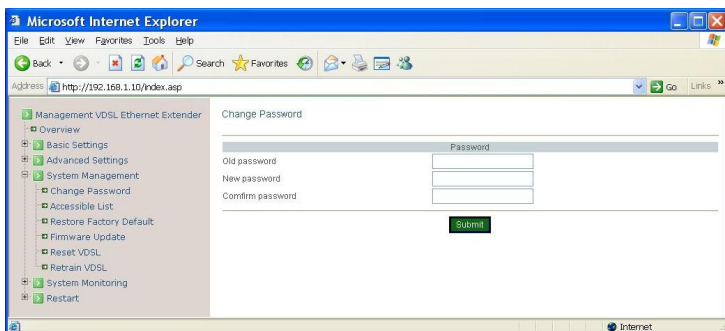 Microsoft Internet Explorer
File Edit View Favorites Tools Help
Back Search Favorites
Address http://192.168.1.10/index.asp Go Links »
Management VDSL Ethernet Extender
Overview
Basic Settings
Advanced Settings
System Management
Change Password
Accessible List
Restore Factory Default
Firmware Update
Reset VDSL
Retrain VDSL
System Monitoring
Restart
Change Password
Password
Old password
New password
Comfirm password
Submit
Internet